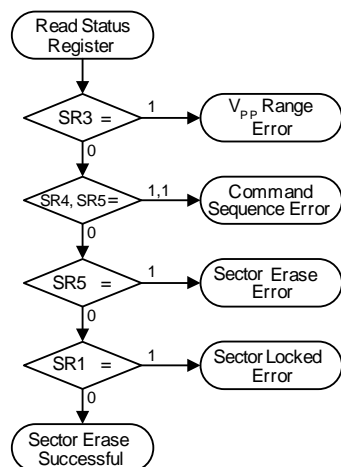 Read Status
Register
SR3 =
1
V_PP Range
Error
0
SR4, SR5=
1,1
Command
Sequence Error
0
SR5 =
1
Sector Erase
Error
0
SR1 =
1
Sector Locked
Error
0
Sector Erase
Successful